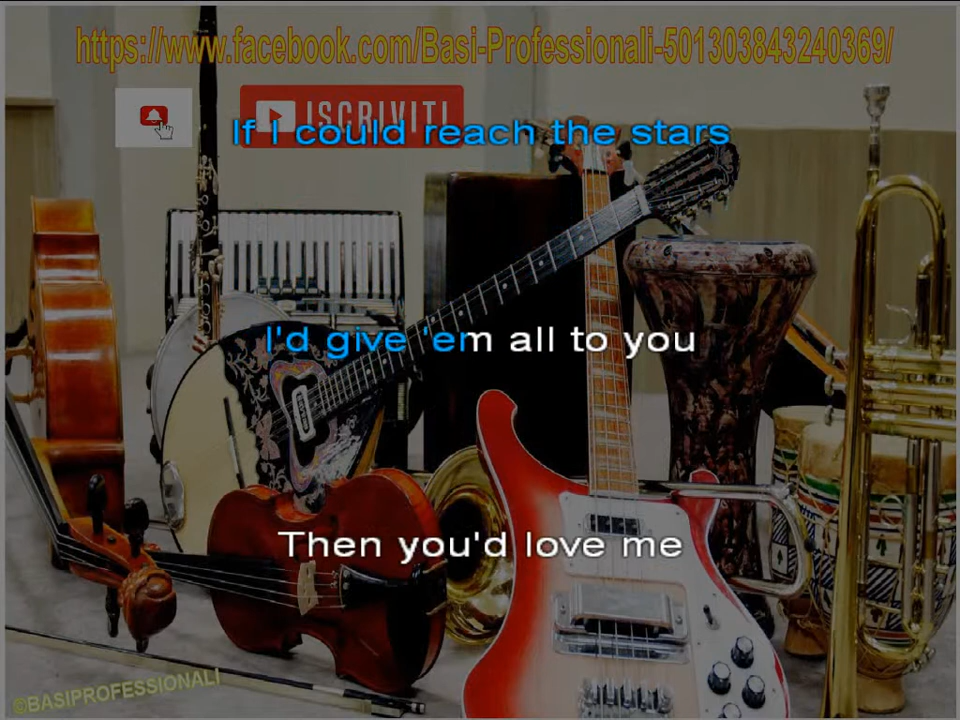 https://www.facebook.com/Basi-Professionali-501303843240369/
ISCRIVITI
If I could reach the stars
I'd give 'em all to you
Then you'd love me
©BASIPROFESSIONALI